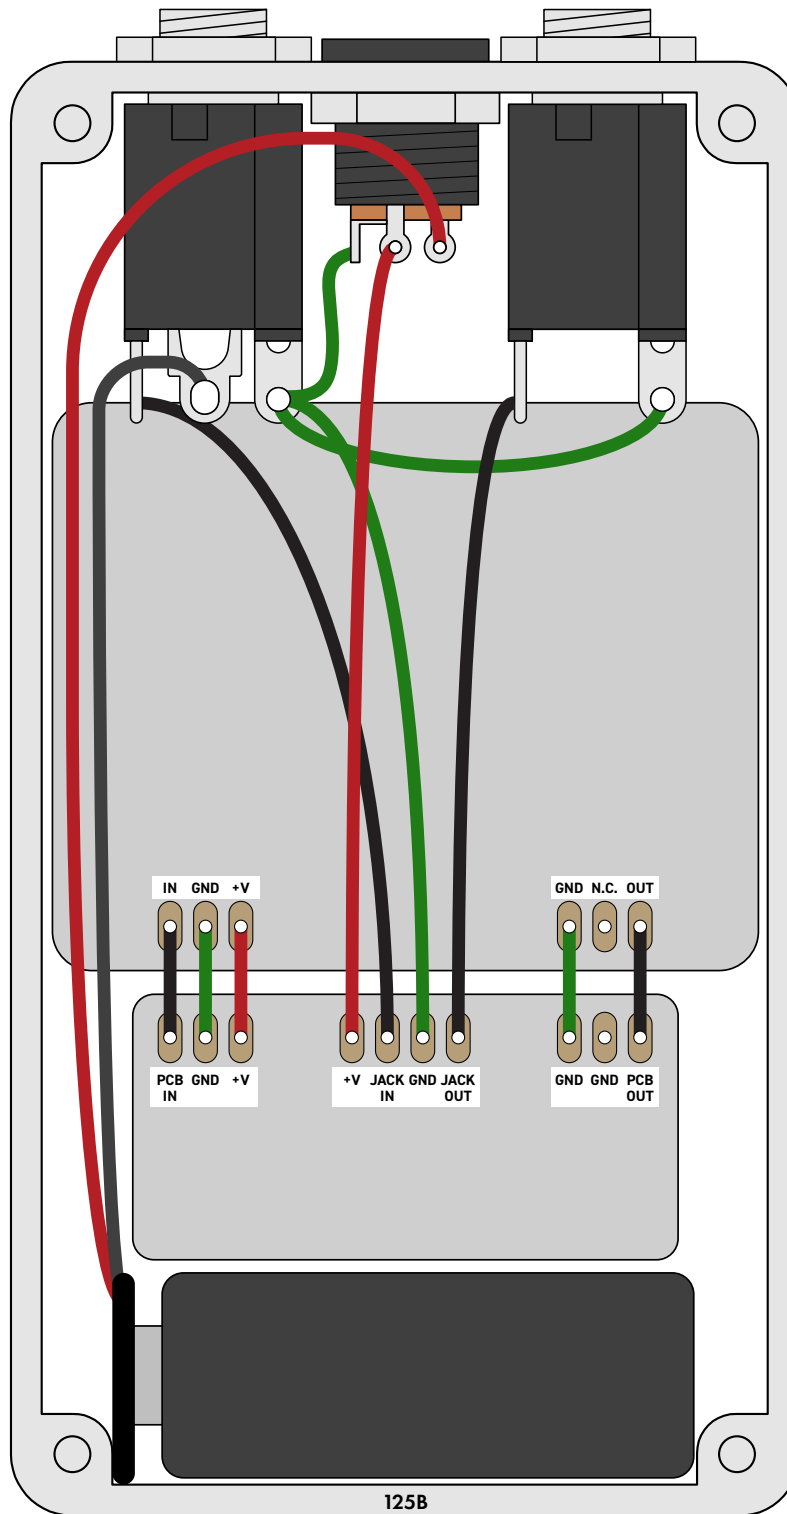 IN GND +V
GND N.C. OUT
PCB IN GND +V
+V JACK IN GND JACK OUT
GND GND PCB OUT
125B